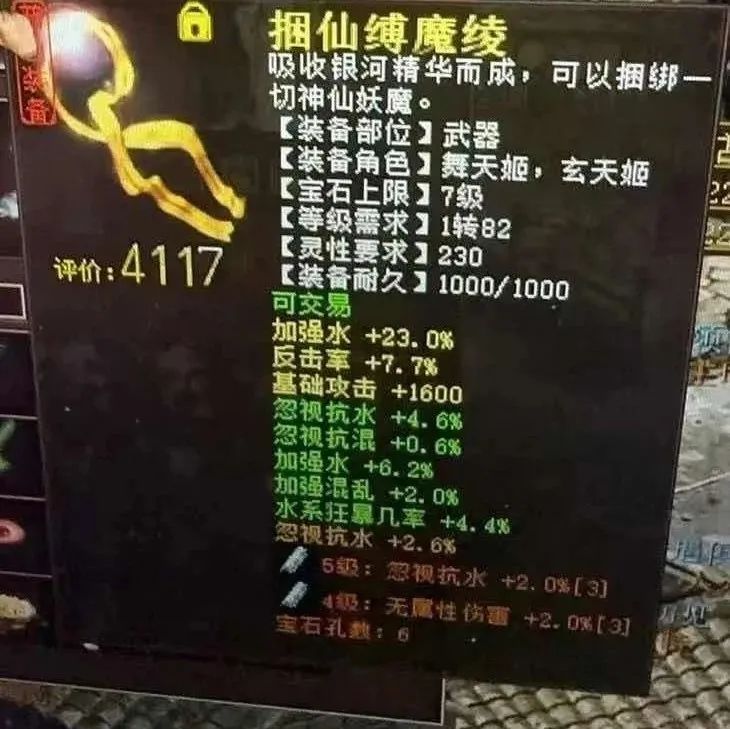 装备
捆仙缚魔绫
吸收银河精华而成，可以捆绑一
切神仙妖魔。
【装备部位】武器
【装备角色】舞天姬，玄天姬
【宝石上限】7级
【等级需求】1转82
【灵性要求】230
【装备耐久】1000/1000
评价:4117
可交易
加强水 +23.0%
反击率 +7.7%
基础攻击 +1600
忽视抗水 +4.6%
忽视抗混 +0.6%
加强水 +6.2%
加强混乱 +2.0%
水系狂暴几率 +4.4%
忽视抗水 +2.6%
5级：忽视抗水 +2.0%[3]
4级：无属性伤害 +2.0%[3]
宝石孔数：6